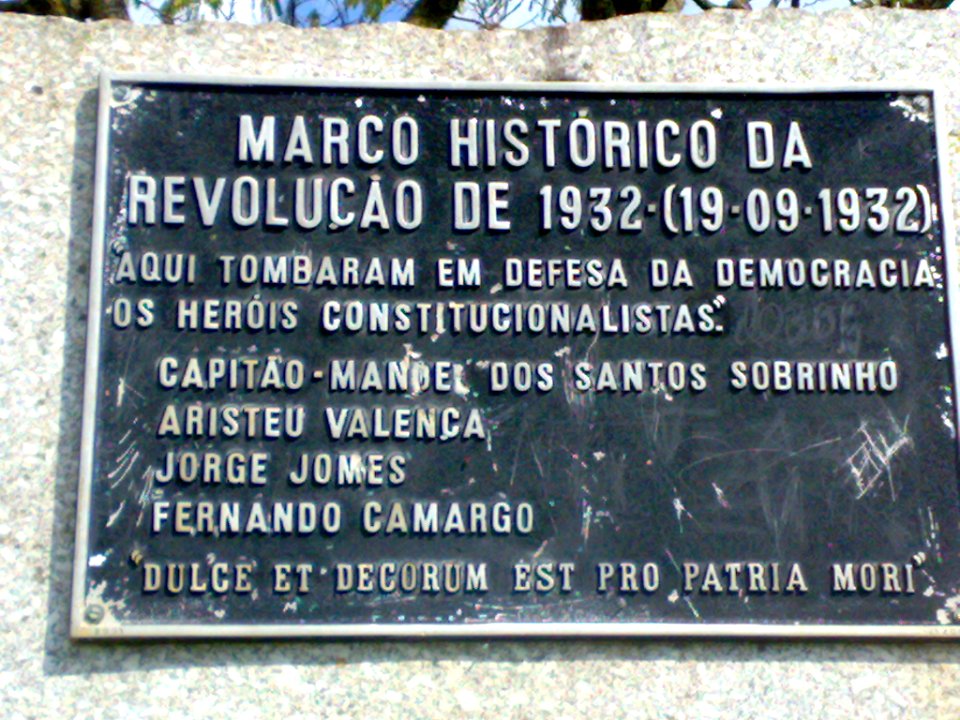 MARCO HISTÓRICO DA
REVOLUÇÃO DE 1932-(19-09-1932)
"AQUI TOMBARAM EM DEFESA DA DEMOCRACIA
OS HERÓIS CONSTITUCIONALISTAS".
CAPITÃO-MANOEL DOS SANTOS SOBRINHO
ARISTEU VALENÇA
JORGE JOMES
FERNANDO CAMARGO
"DULCE ET DECORUM EST PRO PATRIA MORI"